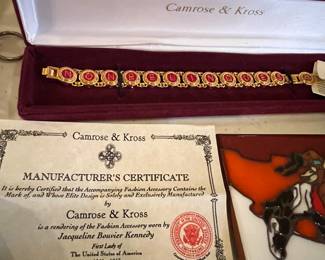 Camrose & Kross
Camrose & Kross
MANUFACTURER'S CERTIFICATE
It is hereby Certified that the Accompanying Fashion Accessory Contains the
Mark of, and Whose Elite Design is Solely and Exclusively Manufactured
by
Camrose & Kross
is a rendering of the Fashion Accessory worn by
Jacqueline Bouvier Kennedy
First Lady of
The United States of America